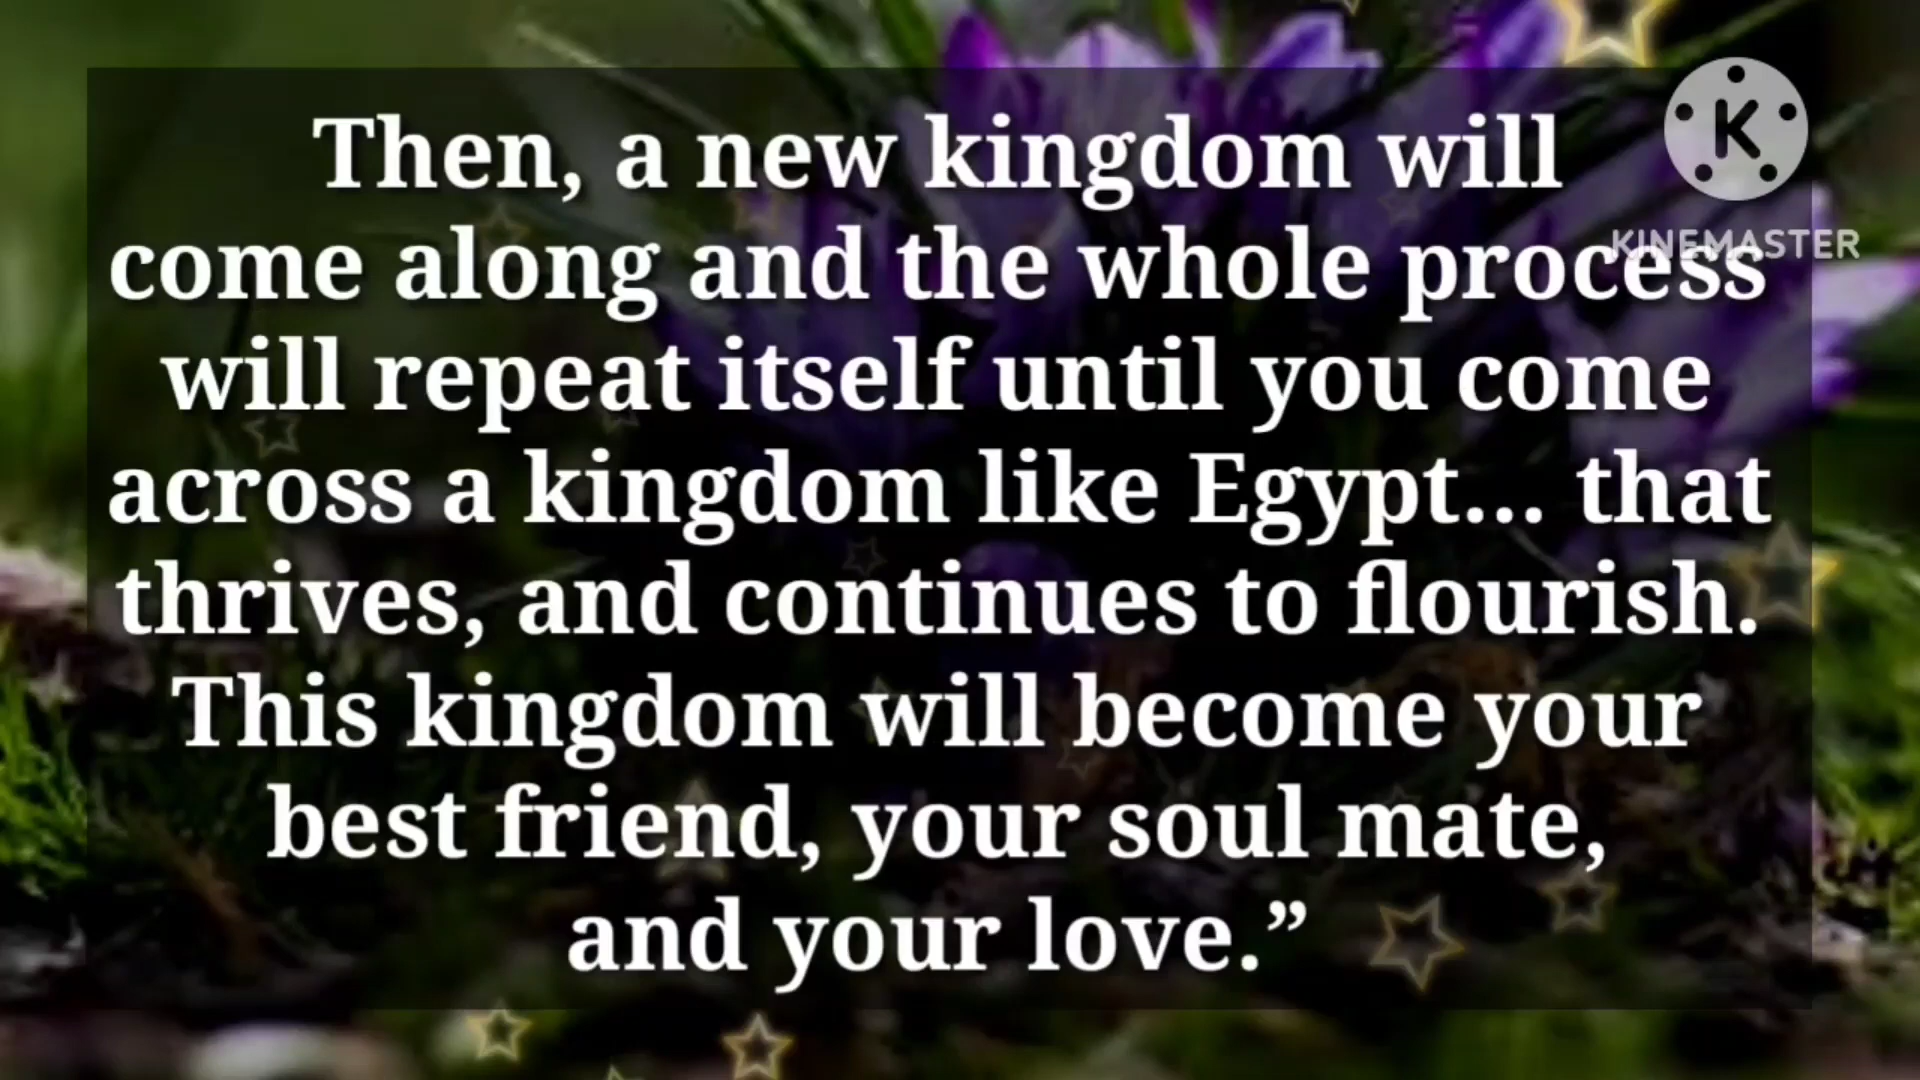 Then, a new kingdom will
come along and the whole process
will repeat itself until you come
across a kingdom like Egypt... that
thrives, and continues to flourish.
This kingdom will become your
best friend, your soul mate,
and your love.”
K
KINEMASTER